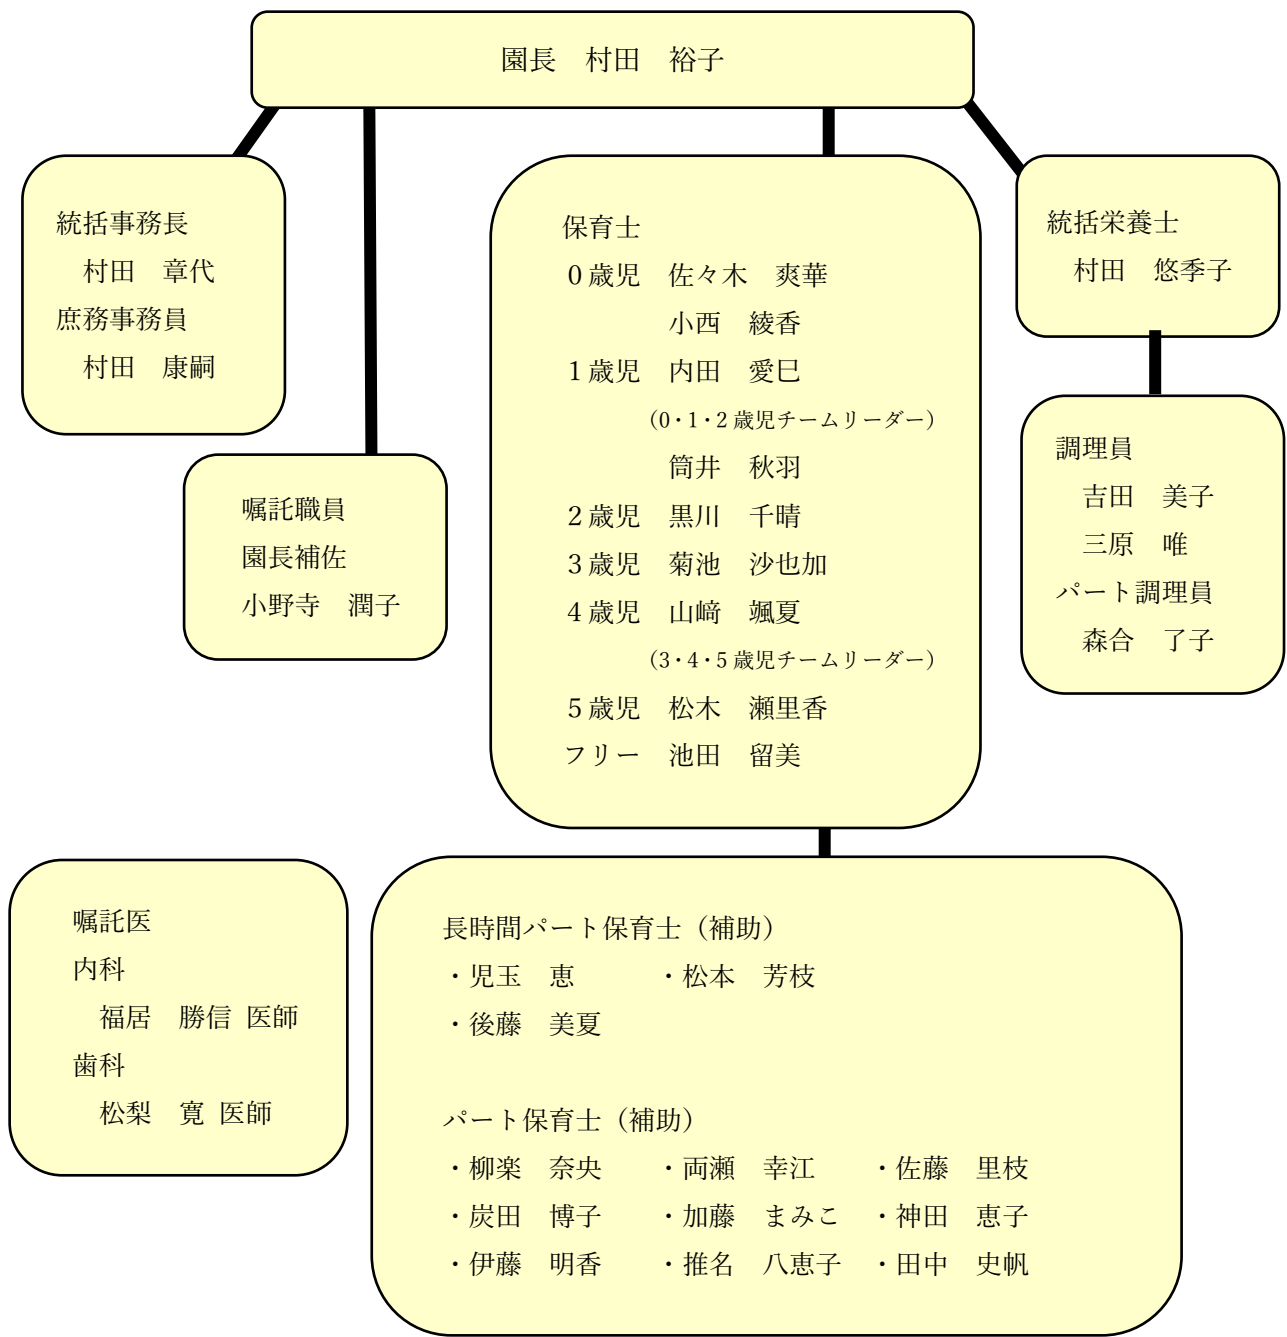 園長　村田　裕子
統括事務長
村田　章代
庶務事務員
村田　康嗣
嘱託職員
園長補佐
小野寺　潤子
保育士
０歳児　佐々木　爽華
小西　綾香
１歳児　内田　愛巳
（0・1・2 歳児チームリーダー）
筒井　秋羽
２歳児　黒川　千晴
３歳児　菊池　沙也加
４歳児　山﨑　颯夏
（3・4・5 歳児チームリーダー）
５歳児　松木　瀬里香
フリー　池田　留美
統括栄養士
村田　悠季子
調理員
吉田　美子
三原　唯
パート調理員
森合　了子
嘱託医
内科
福居　勝信 医師
歯科
松梨　寛 医師
長時間パート保育士（補助）
・児玉　恵　　　・松本　芳枝
・後藤　美夏
パート保育士（補助）
・柳楽　奈央　　・両瀬　幸江　　・佐藤　里枝
・炭田　博子　　・加藤　まみこ　・神田　恵子
・伊藤　明香　　・推名　八恵子　・田中　史帆